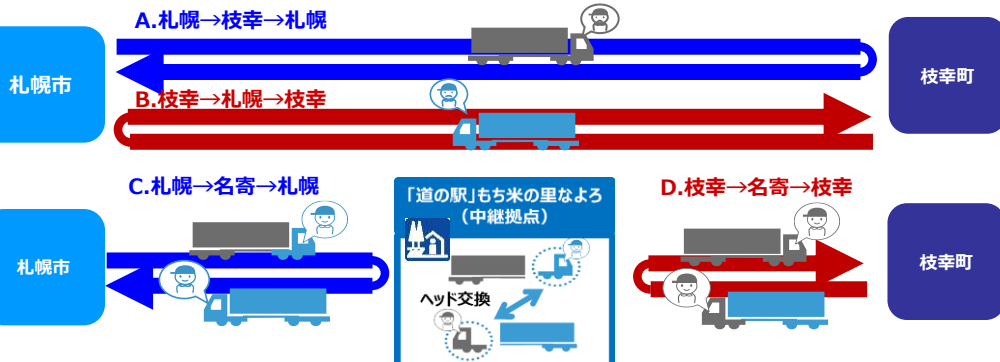 A.札幌→枝幸→札幌
札幌市
枝幸町
B.枝幸→札幌→枝幸
C.札幌→名寄→札幌
「道の駅」もち米の里なよろ
（中継拠点）
D.枝幸→名寄→枝幸
札幌市
ヘッド交換
枝幸町